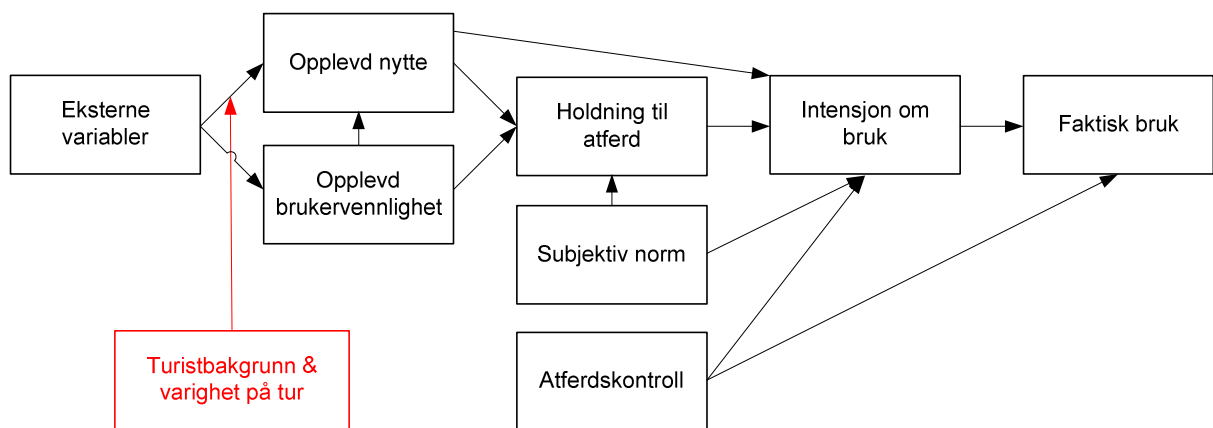 Eksterne
variabler
Opplevd nytte
Opplevd
brukervennlighet
Holdning til
atferd
Subjektiv norm
Atferdskontroll
Intensjon om
bruk
Faktisk bruk
Turistbakgrunn &
varighet på tur